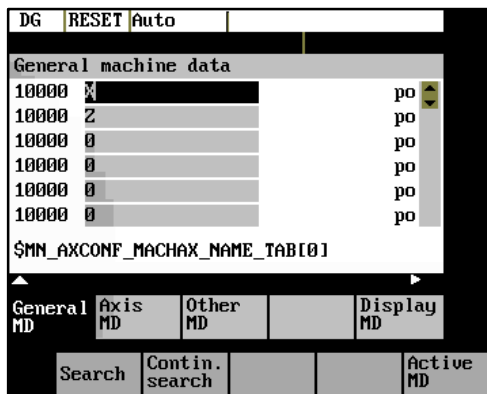 DG RESET Auto
General machine data
10000 X po
10000 Z po
10000 0 po
10000 0 po
10000 0 po
10000 0 po
$MN_AXCONF_MACHAX_NAME_TAB[0]
General MD
Axis MD
Other MD
Display MD
Search
Contin. search
Active MD